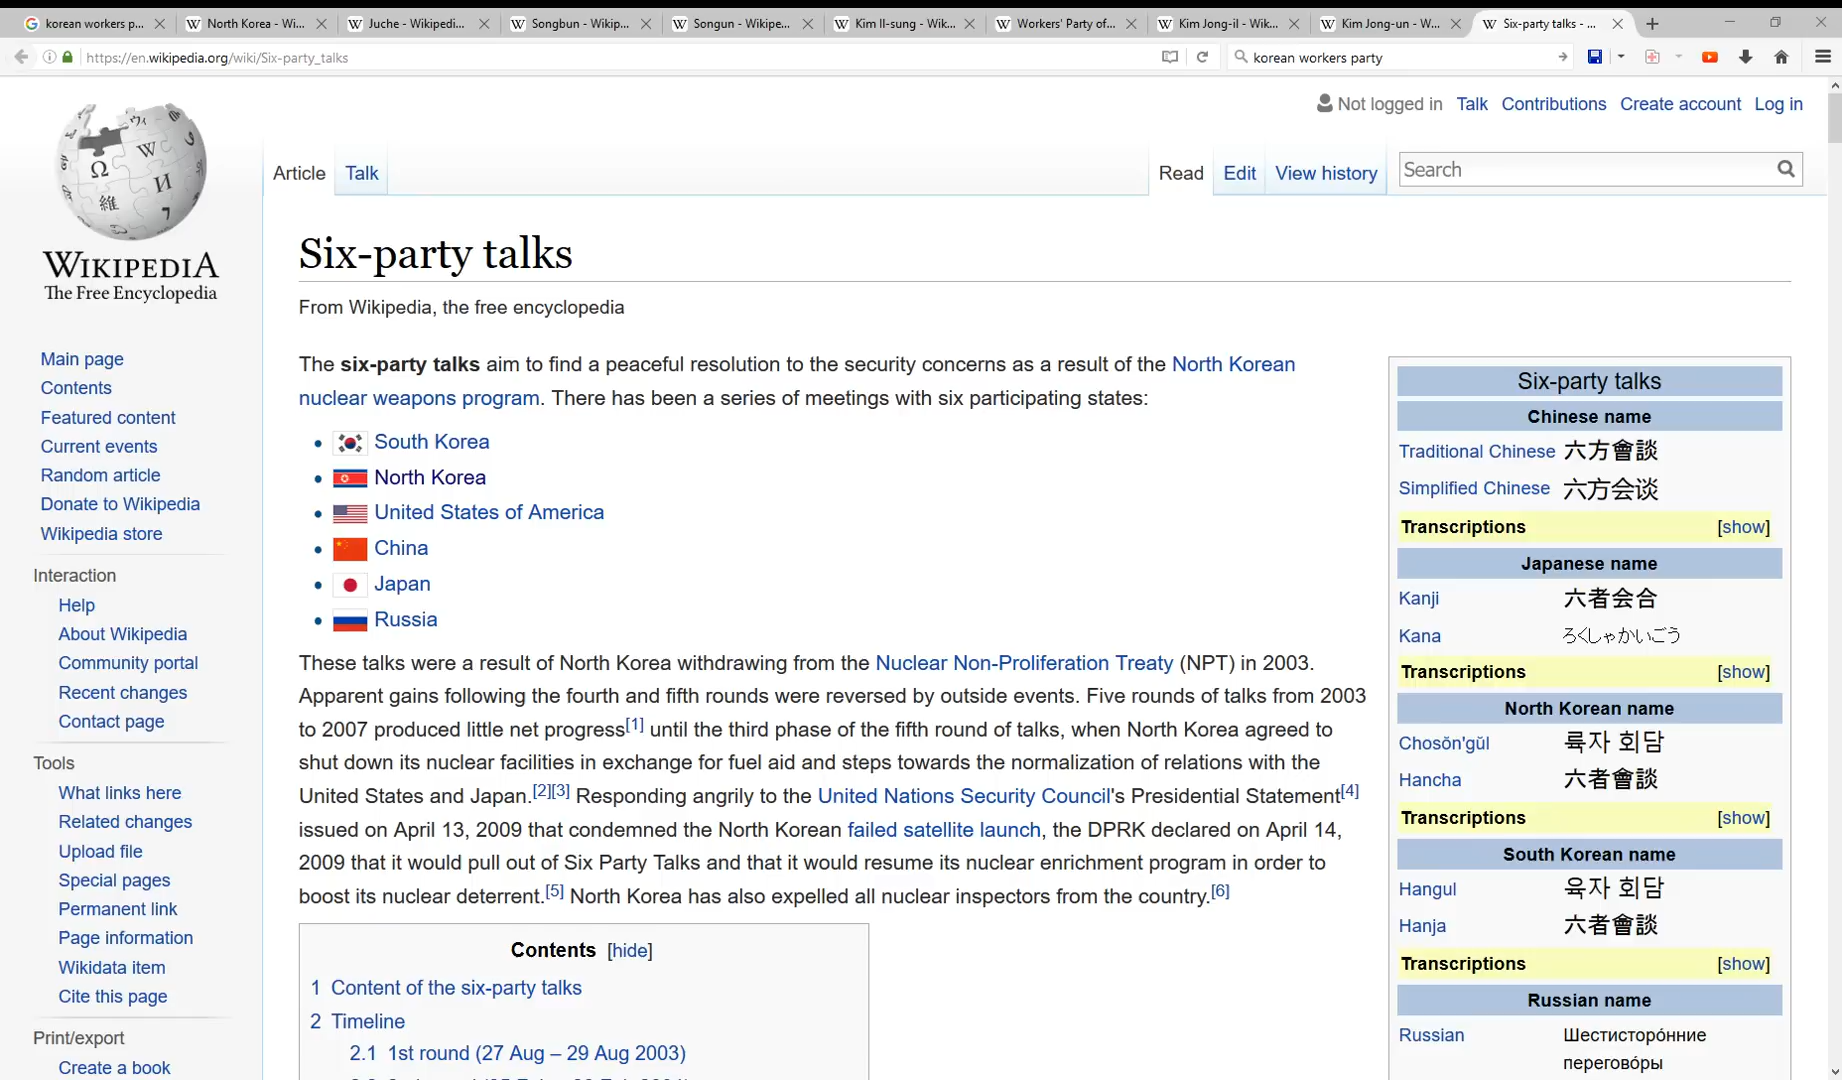 korean workers p...
North Korea - Wi...
Juche - Wikipedi...
Songbun - Wikip...
Songun - Wikipe...
Kim Il-sung - Wik...
Workers' Party of...
Kim Jong-il - Wik...
Kim Jong-un - W...
Six-party talks - ...
https://en.wikipedia.org/wiki/Six-party_talks
korean workers party
Not logged in Talk Contributions Create account Log in
Article Talk Read Edit View history Search
WIKIPEDIA
The Free Encyclopedia
Main page
Contents
Featured content
Current events
Random article
Donate to Wikipedia
Wikipedia store
Interaction
Help
About Wikipedia
Community portal
Recent changes
Contact page
Tools
What links here
Related changes
Upload file
Special pages
Permanent link
Page information
Wikidata item
Cite this page
Print/export
Create a book
Six-party talks
From Wikipedia, the free encyclopedia
The six-party talks aim to find a peaceful resolution to the security concerns as a result of the North Korean
nuclear weapons program. There has been a series of meetings with six participating states:
• South Korea
• North Korea
• United States of America
• China
• Japan
• Russia
These talks were a result of North Korea withdrawing from the Nuclear Non-Proliferation Treaty (NPT) in 2003.
Apparent gains following the fourth and fifth rounds were reversed by outside events. Five rounds of talks from 2003
to 2007 produced little net progress[1] until the third phase of the fifth round of talks, when North Korea agreed to
shut down its nuclear facilities in exchange for fuel aid and steps towards the normalization of relations with the
United States and Japan.[2][3] Responding angrily to the United Nations Security Council's Presidential Statement[4]
issued on April 13, 2009 that condemned the North Korean failed satellite launch, the DPRK declared on April 14,
2009 that it would pull out of Six Party Talks and that it would resume its nuclear enrichment program in order to
boost its nuclear deterrent.[5] North Korea has also expelled all nuclear inspectors from the country.[6]
Contents [hide]
1 Content of the six-party talks
2 Timeline
2.1 1st round (27 Aug – 29 Aug 2003)
Six-party talks
Chinese name
Traditional Chinese 六方會談
Simplified Chinese 六方会谈
Transcriptions [show]
Japanese name
Kanji 六者会合
Kana ろくしゃかいごう
Transcriptions [show]
North Korean name
Chosŏn'gŭl 륙자 회담
Hancha 六者會談
Transcriptions [show]
South Korean name
Hangul 육자 회담
Hanja 六者會談
Transcriptions [show]
Russian name
Russian Шестисторо́нние
перегово́ры